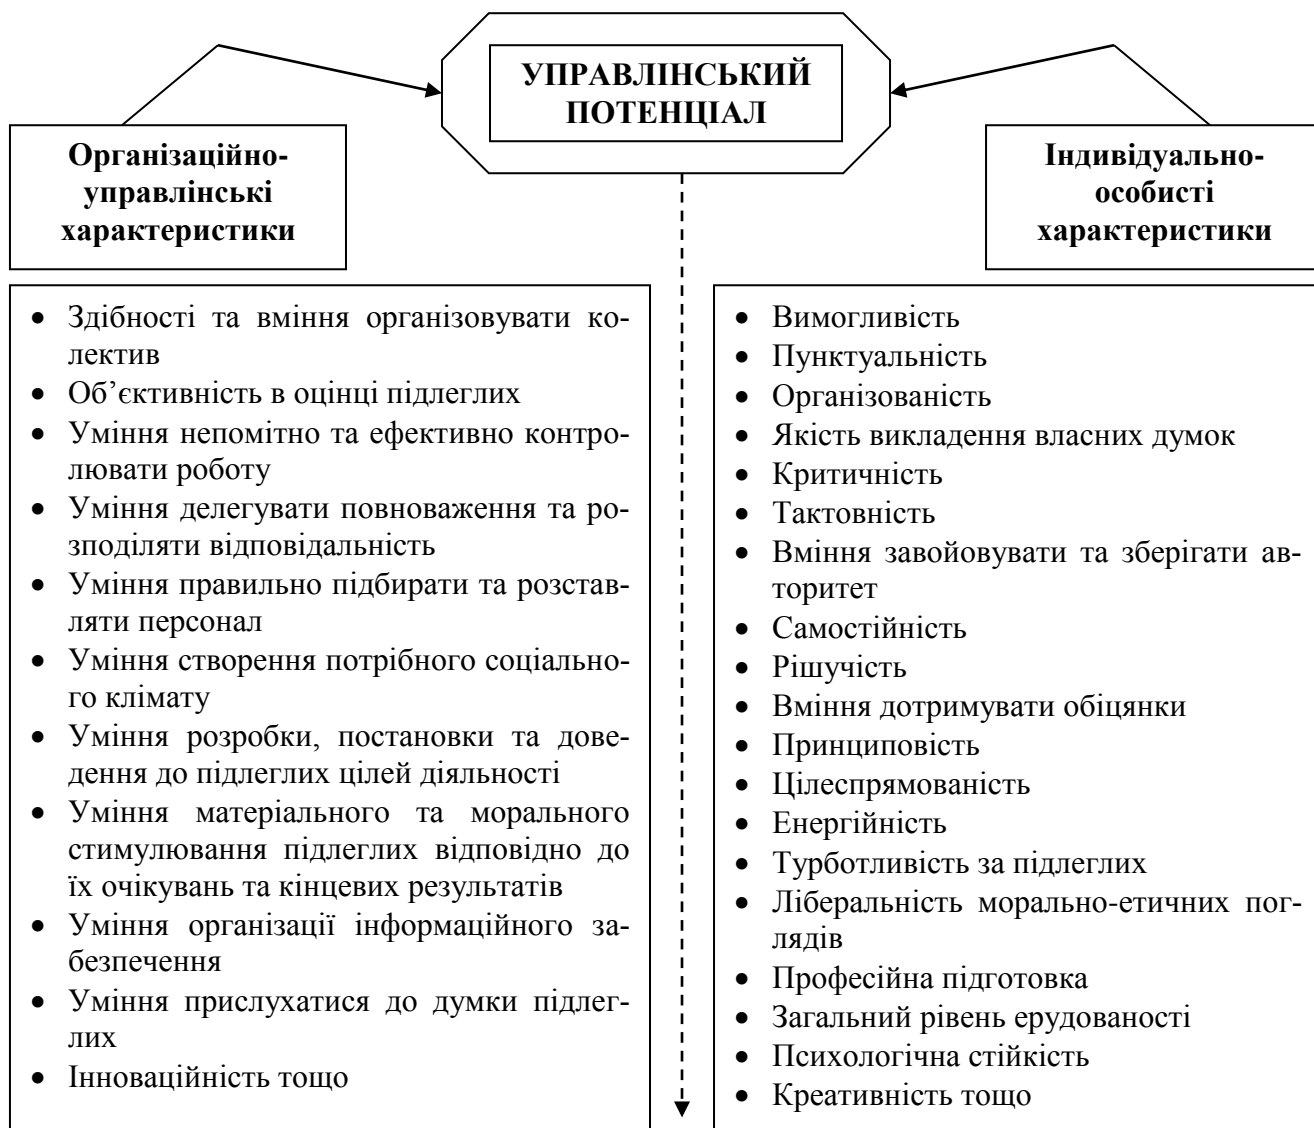 УПРАВЛІНСЬКИЙ
ПОТЕНЦІАЛ
Організаційно-
управлінські
характеристики
Індивідуально-
особисті
характеристики
• Здібності та вміння організовувати ко-
лектив
• Об’єктивність в оцінці підлеглих
• Уміння непомітно та ефективно контро-
лювати роботу
• Уміння делегувати повноваження та ро-
зподіляти відповідальність
• Уміння правильно підбирати та розстав-
ляти персонал
• Уміння створення потрібного соціально-
го клімату
• Уміння розробки, постановки та дове-
дення до підлеглих цілей діяльності
• Уміння матеріального та морального
стимулювання підлеглих відповідно до
їх очікувань та кінцевих результатів
• Уміння організації інформаційного за-
безпечення
• Уміння прислухатися до думки підлег-
лих
• Інноваційність тощо
• Вимогливість
• Пунктуальність
• Організованість
• Якість викладення власних думок
• Критичність
• Тактовність
• Вміння завойовувати та зберігати ав-
торитет
• Самостійність
• Рішучість
• Вміння дотримувати обіцянки
• Принциповість
• Цілеспрямованість
• Енергійність
• Турботливість за підлеглих
• Ліберальність морально-етичних пог-
лядів
• Професійна підготовка
• Загальний рівень ерудованості
• Психологічна стійкість
• Креативність тощо